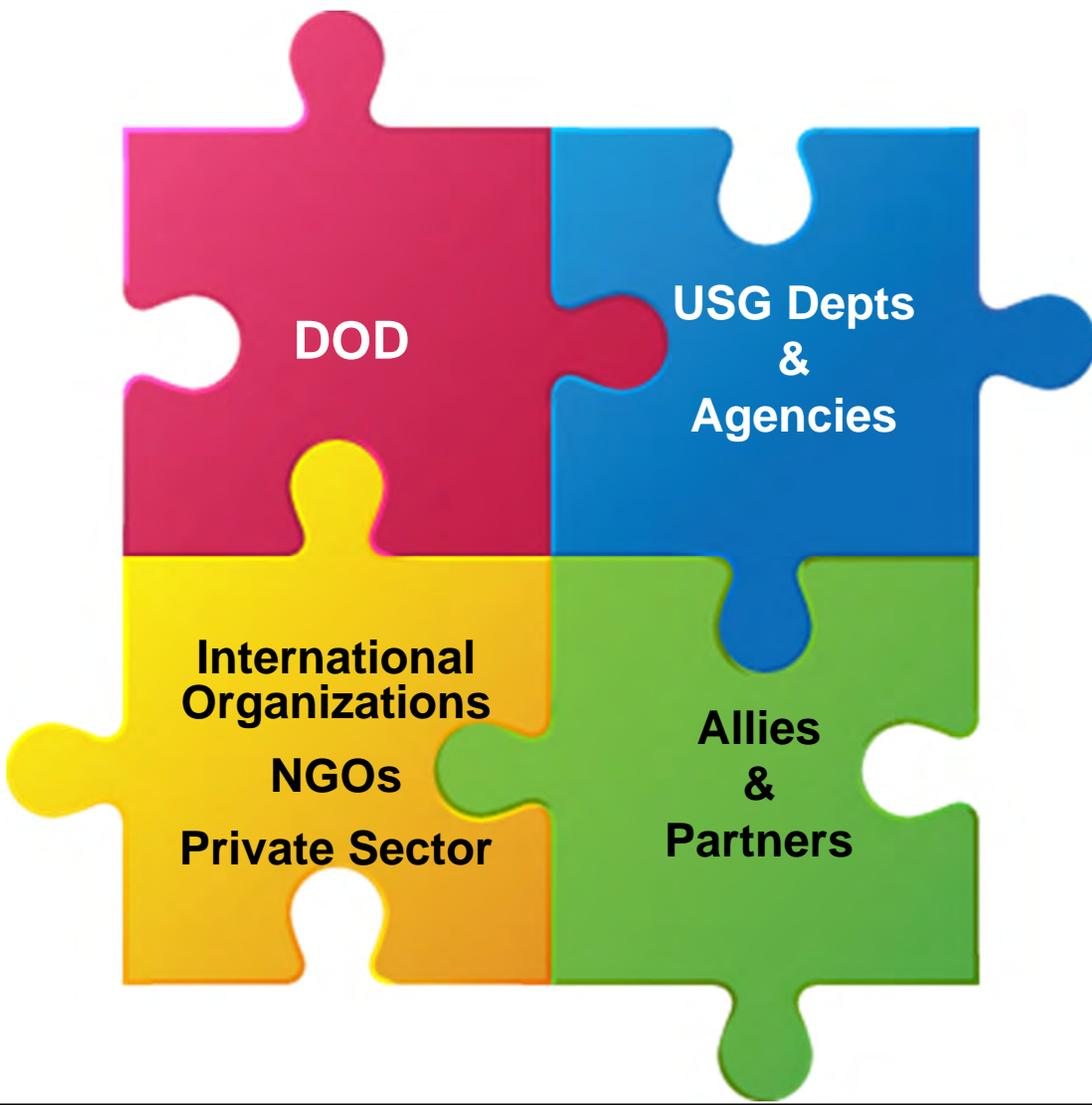 DOD
USG Depts
&
Agencies
International
Organizations
NGOs
Private Sector
Allies
&
Partners